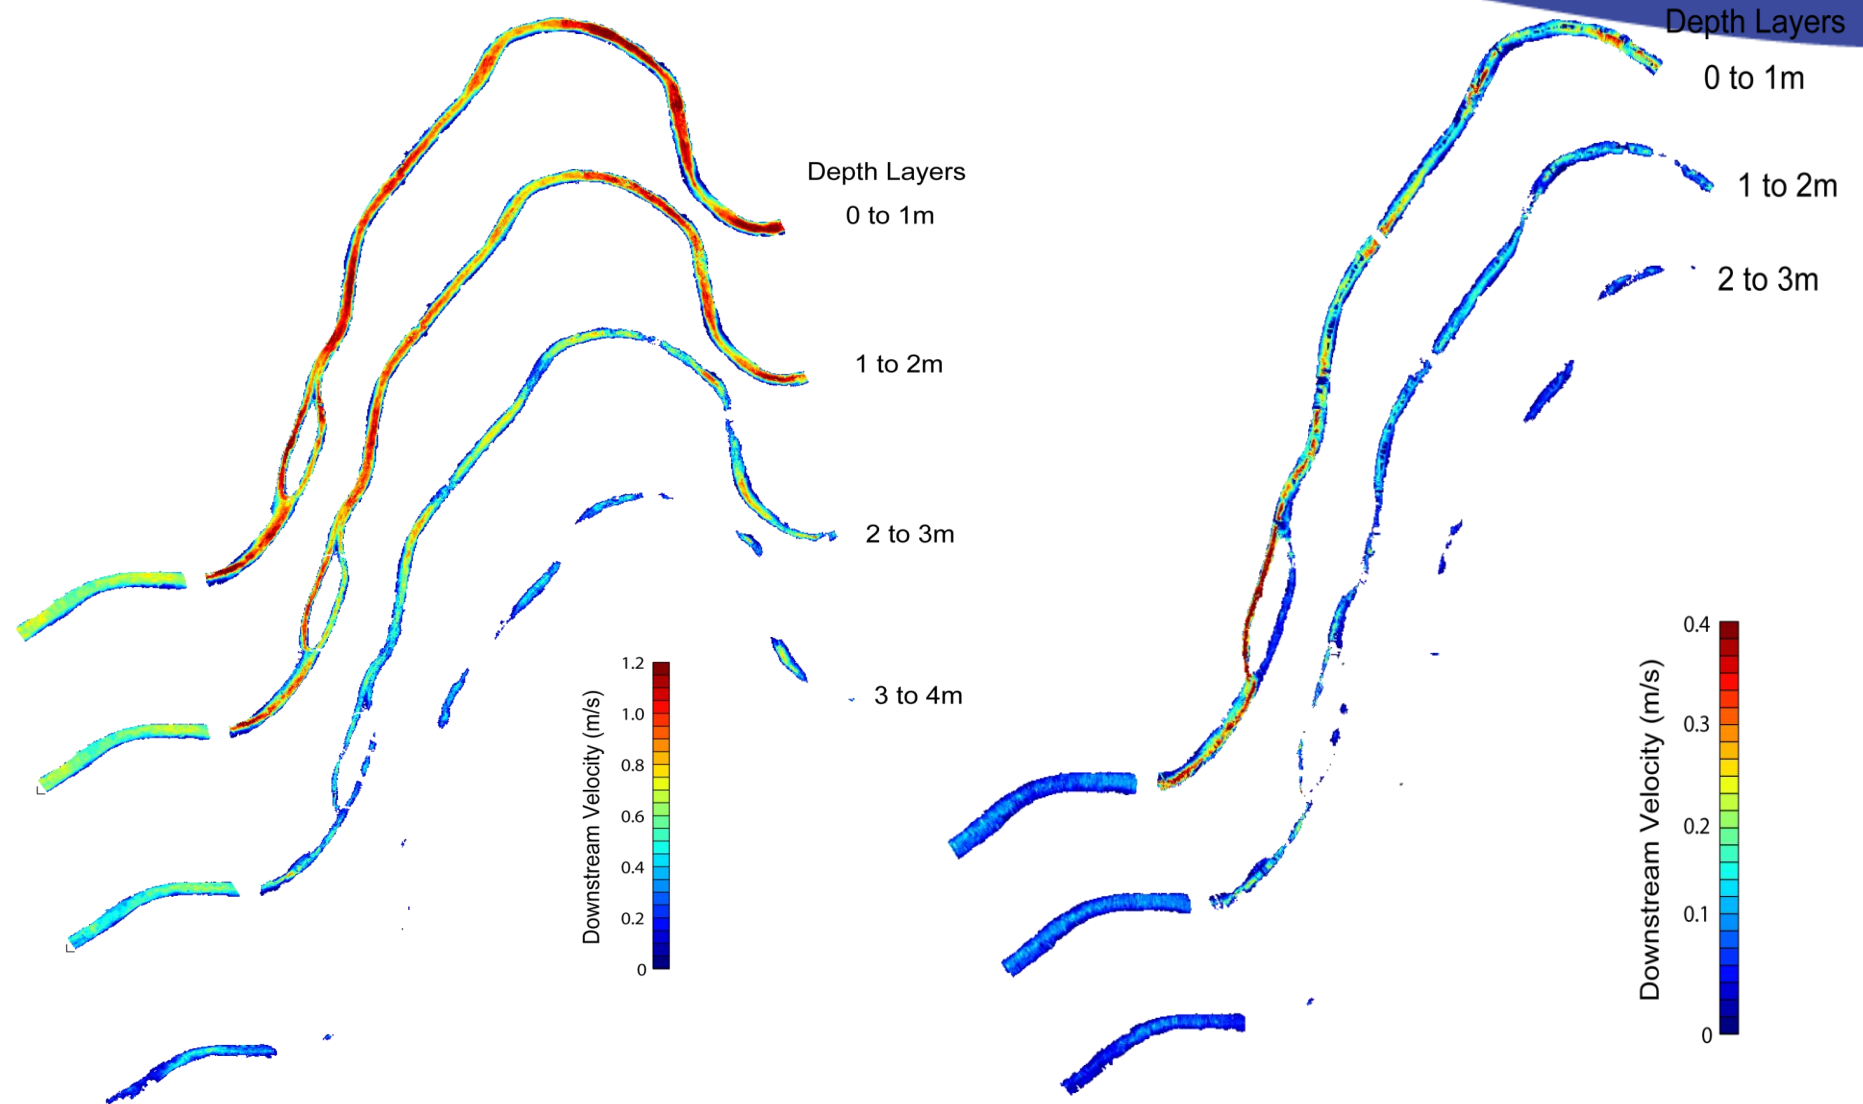 Depth Layers
0 to 1m
1 to 2m
2 to 3m
3 to 4m
Downstream Velocity (m/s)
1.2
1.0
0.8
0.6
0.4
0.2
0
Depth Layers
0 to 1m
1 to 2m
2 to 3m
Downstream Velocity (m/s)
0.4
0.3
0.2
0.1
0